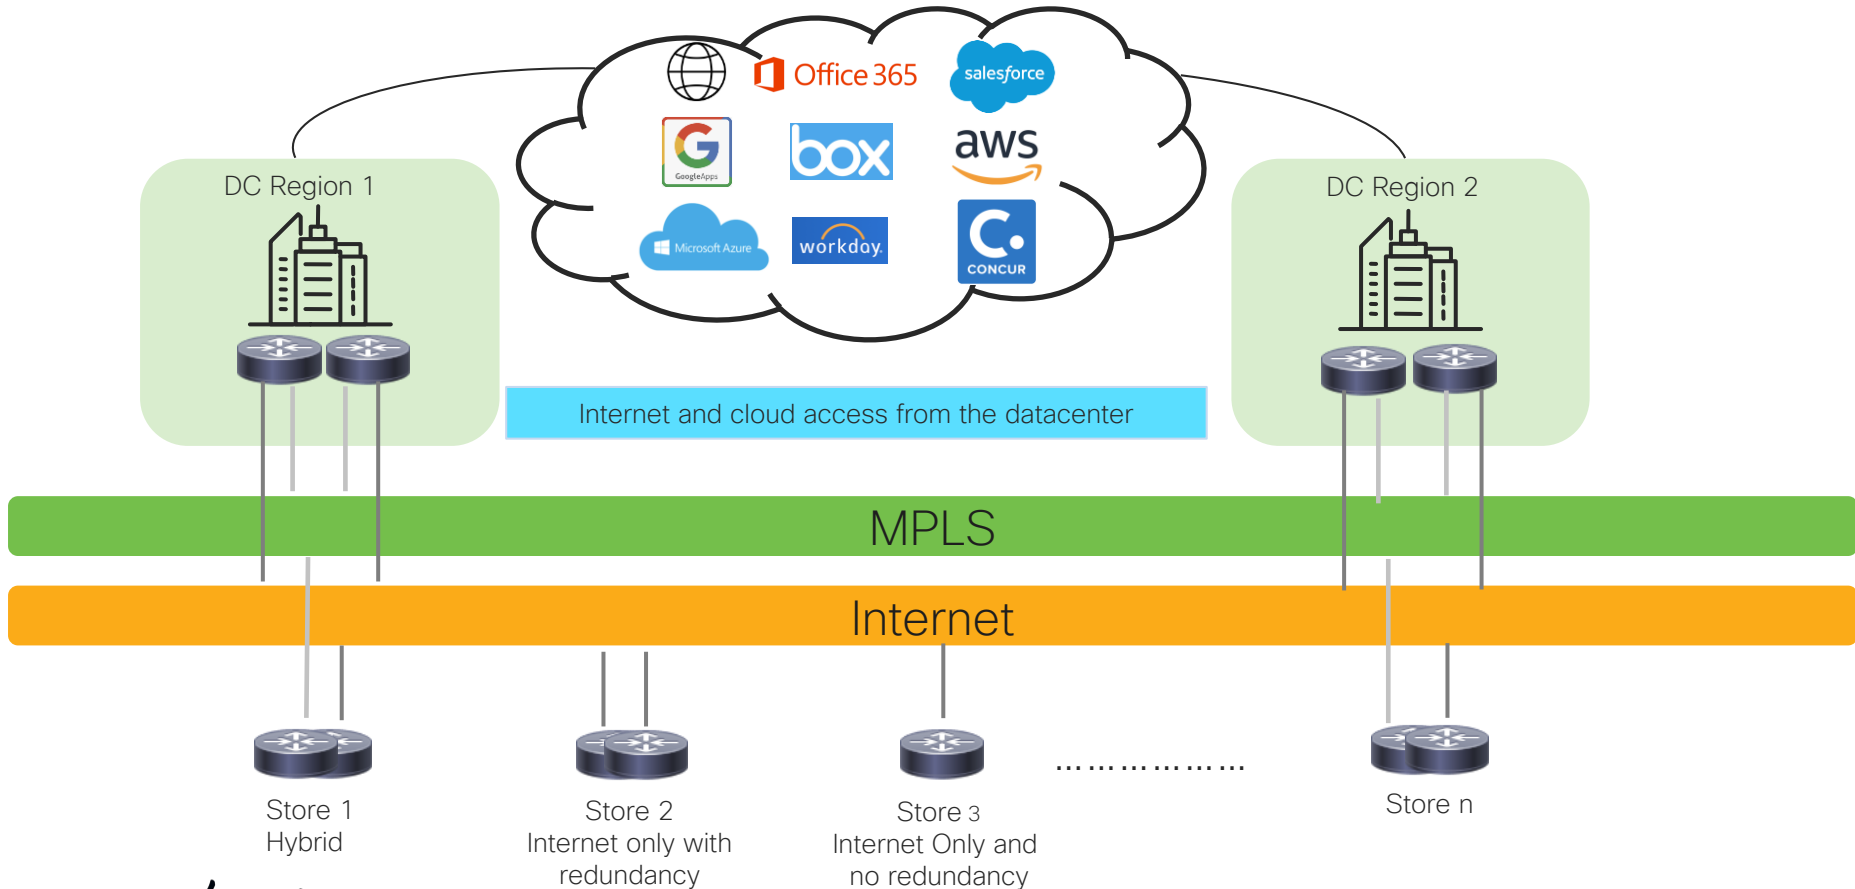 Office 365
salesforce
G
GoogleApps
box
aws
Microsoft Azure
workday.
C.
CONCUR
DC Region 1
DC Region 2
Internet and cloud access from the datacenter
MPLS
Internet
Store 1
Hybrid
Store 2
Internet only with
redundancy
Store 3
Internet Only and
no redundancy
………………
Store n